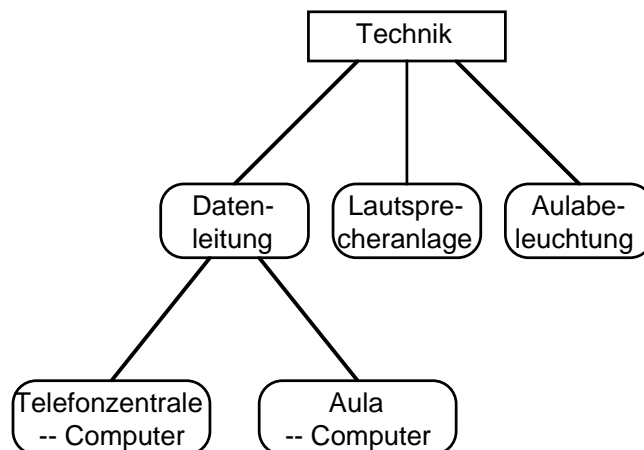 Technik
Daten-
leitung
Lautspre-
cheranlage
Aulabe-
leuchtung
Telefonzentrale
-- Computer
Aula
-- Computer